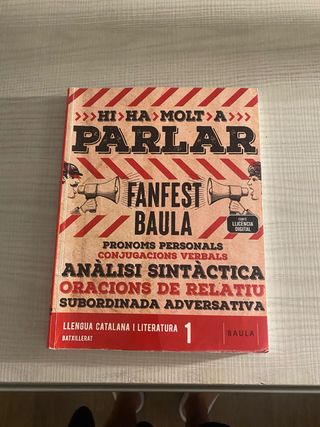 HI HA MOLT A
PARLAR
FANFEST
BAULA
LLICÈNCIA
DIGITAL
PRONOMS PERSONALS
CONJUGACIONS VERBALS
ANÀLISI SINTÀCTICA
ORACIONS DE RELATIU
SUBORDINADA ADVERSATIVA
LLENGUA CATALANA I LITERATURA 1
BATXILLERAT
BAULA